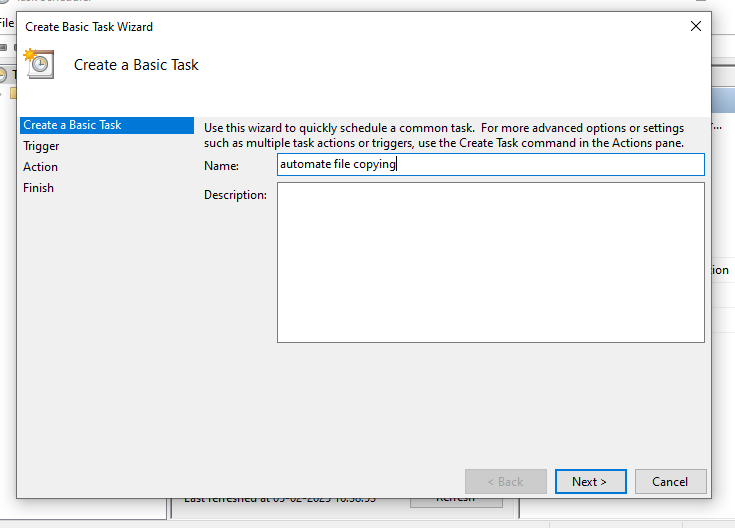 File
Create Basic Task Wizard
Create a Basic Task
Create a Basic Task
Trigger
Action
Finish
Use this wizard to quickly schedule a common task. For more advanced options or settings
such as multiple task actions or triggers, use the Create Task command in the Actions pane.
Name:
automate file copying
Description:
< Back
Next >
Cancel
Last refreshed at
Refresh